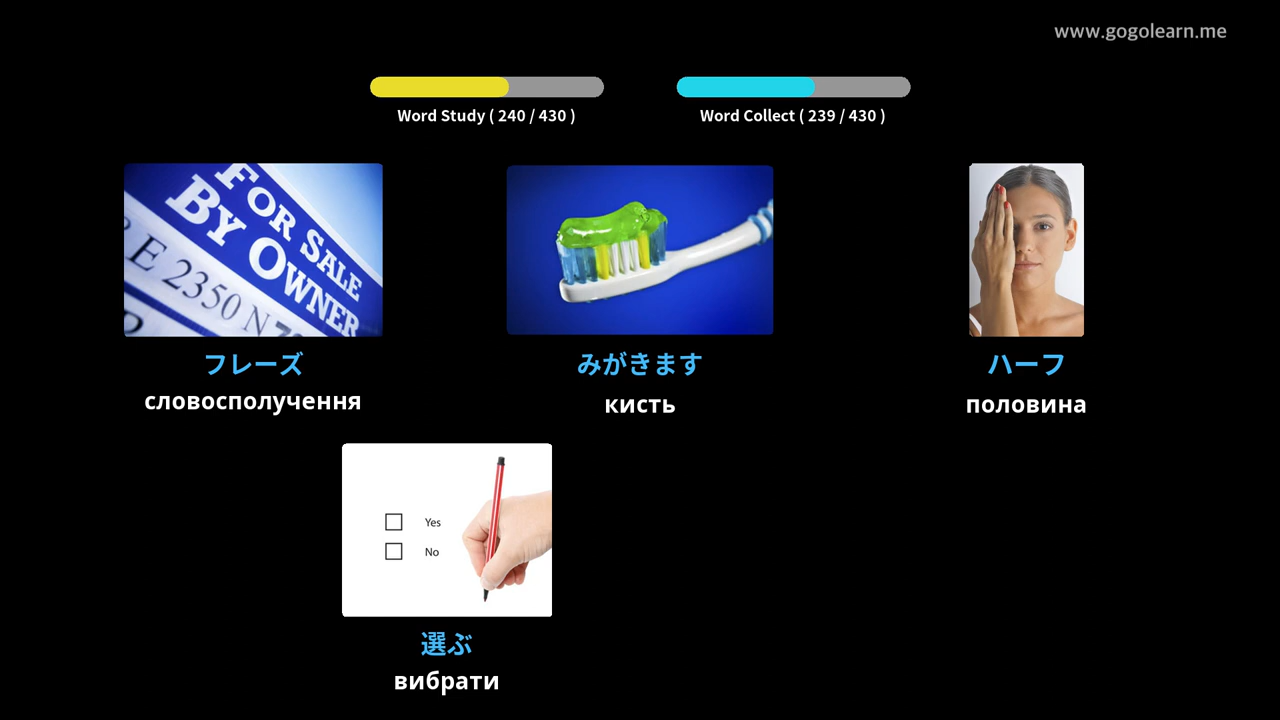 www.gogolearn.me
Word Study ( 240 / 430 )
Word Collect ( 239 / 430 )
FOR SALE
BY OWNER
E 2350 N
フレーズ
словосполучення
みがきます
кисть
ハーフ
половина
Yes
No
選ぶ
вибрати